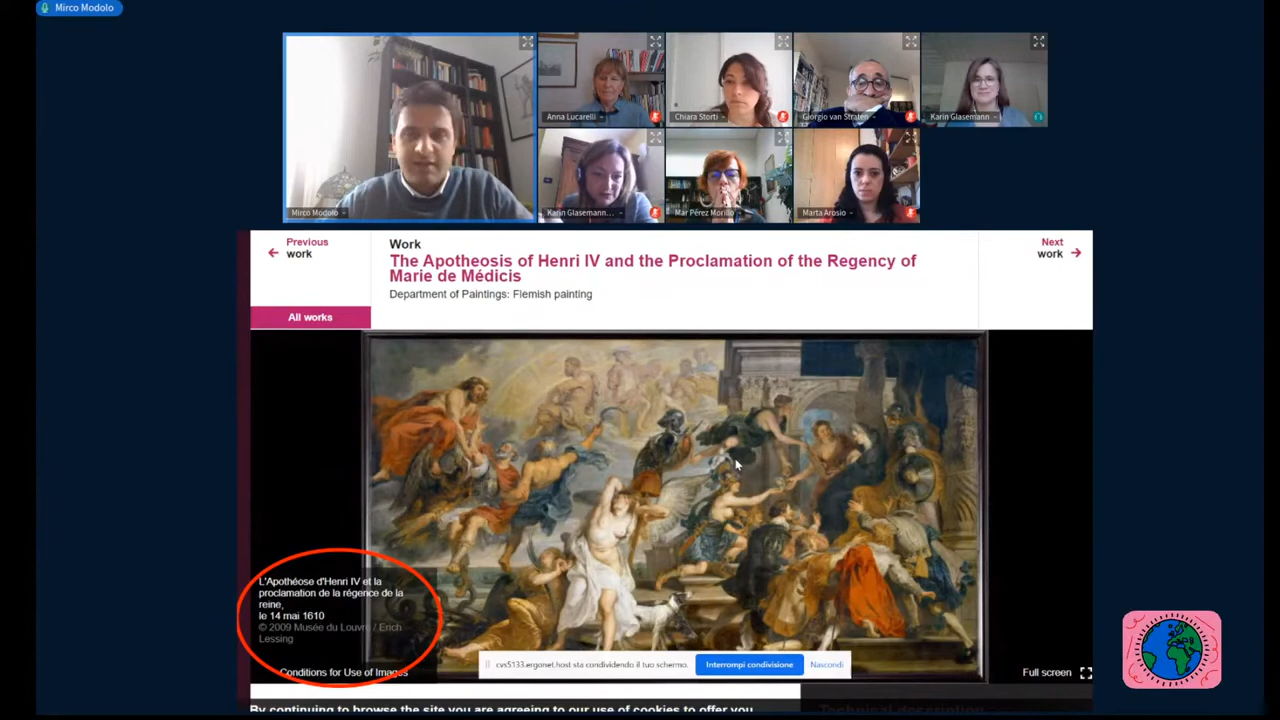 Mirco Modolo
Mirco Modolo
Anna Lucarelli
Chiara Storti
Giorgio van Straten
Karin Glasemann
Karin Glasemann...
Mar Pérez Morillo
Marta Arosio
Previous
work
Work
The Apotheosis of Henri IV and the Proclamation of the Regency of
Marie de Médicis
Department of Paintings: Flemish painting
Next
work
All works
L'Apothéose d'Henri IV et la
proclamation de la régence de la
reine,
le 14 mai 1610
© 2009 Musée du Louvre / Erich
Lessing
Conditions for Use of Images
cvs5133.ergonet.host sta condividendo il tuo schermo.
Interrompi condivisione
Nascondi
Full screen
By continuing to browse the site you are agreeing to our use of cookies to offer you
Technical description